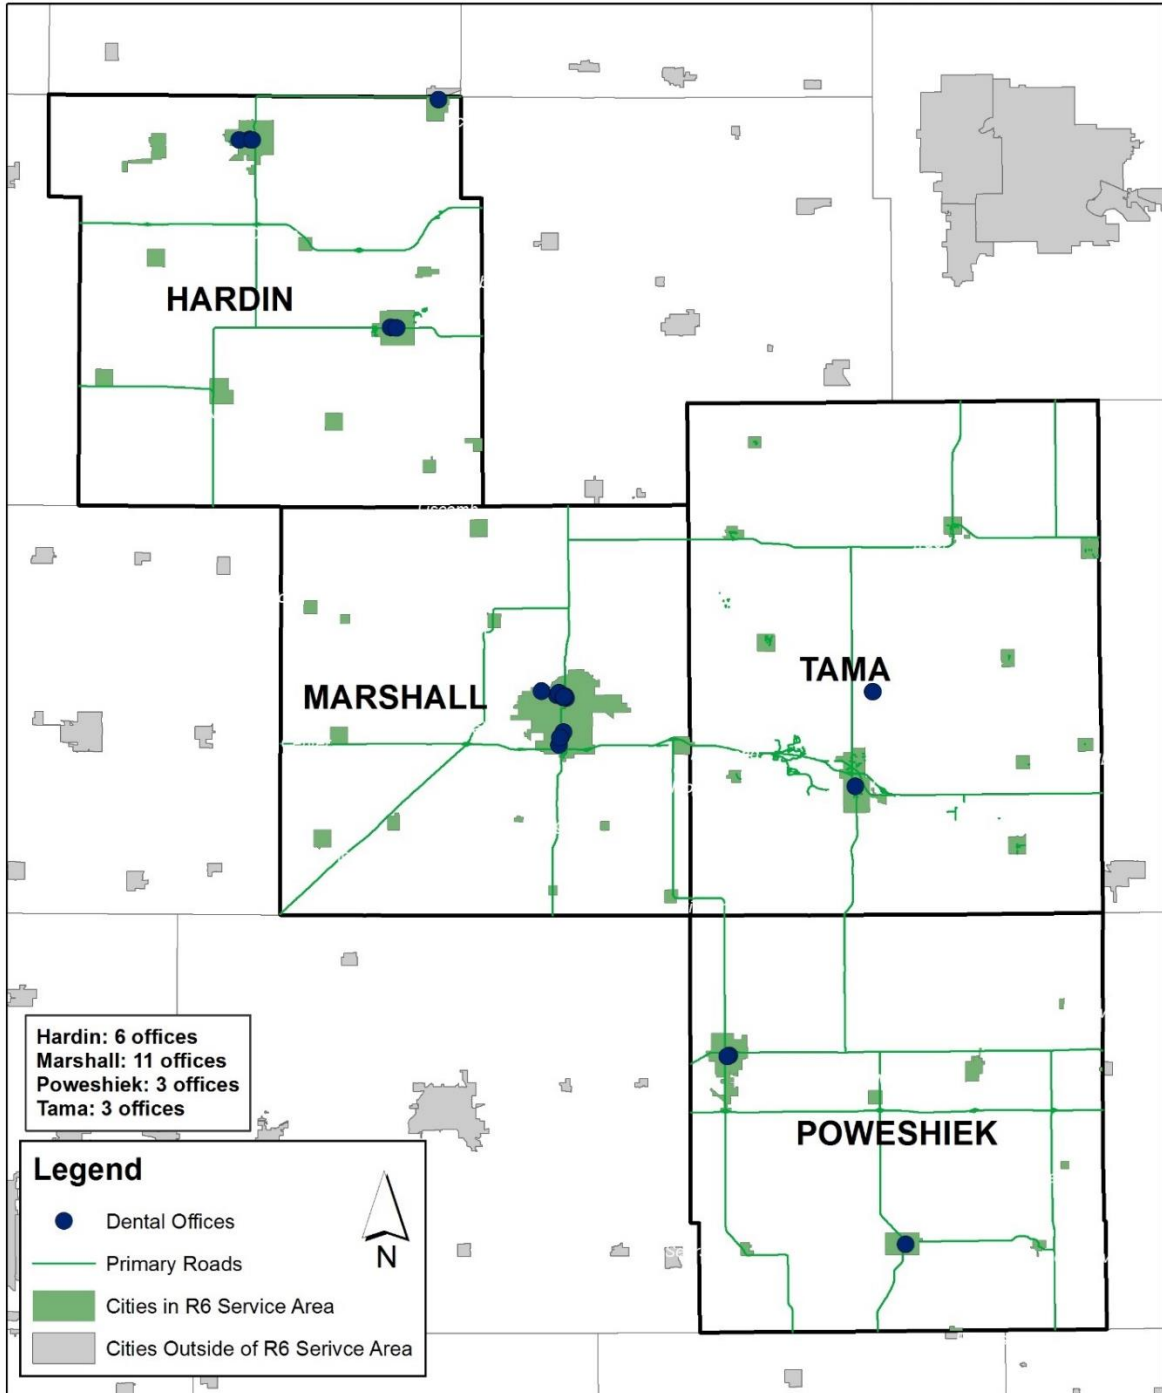 HARDIN
MARSHALL
TAMA
POWESHIEK
Hardin: 6 offices
Marshall: 11 offices
Poweshiek: 3 offices
Tama: 3 offices
Legend
Dental Offices
Primary Roads
Cities in R6 Service Area
Cities Outside of R6 Serivce Area
N